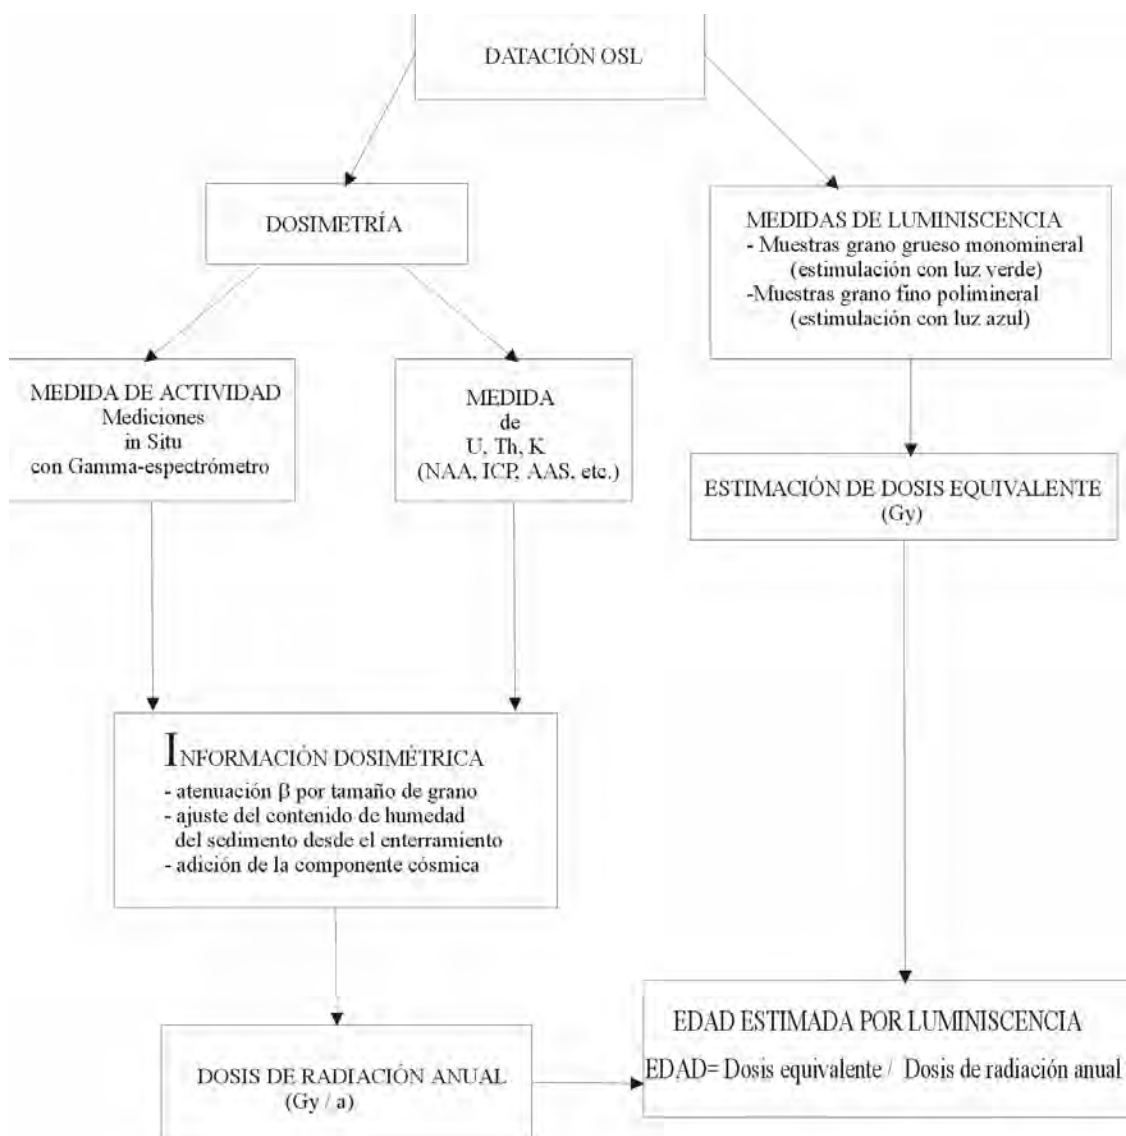 DATACIÓN OSL
DOSIMETRÍA
MEDIDAS DE LUMINISCENCIA
- Muestras grano grueso monomineral
(estimulación con luz verde)
-Muestras grano fino polimineral
(estimulación con luz azul)
MEDIDA DE ACTIVIDAD
Mediciones
in Situ
con Gamma-espectrómetro
MEDIDA
de
U, Th, K
(NAA, ICP, AAS, etc.)
ESTIMACIÓN DE DOSIS EQUIVALENTE
(Gy)
INFORMACIÓN DOSIMÉTRICA
- atenuación β por tamaño de grano
- ajuste del contenido de humedad
del sedimento desde el enterramiento
- adición de la componente cósmica
DOSIS DE RADIACIÓN ANUAL
(Gy / a)
EDAD ESTIMADA POR LUMINISCENCIA
EDAD= Dosis equivalente / Dosis de radiación anual